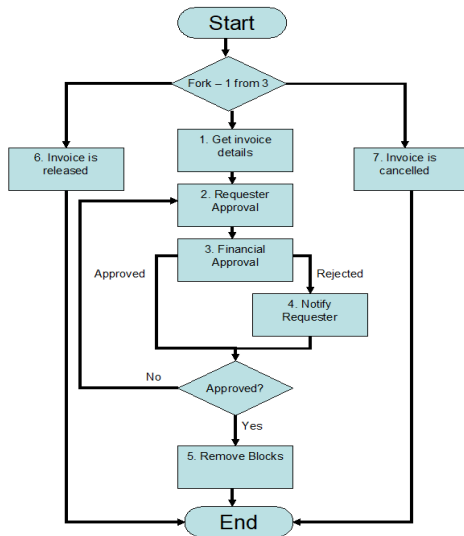 Start
Fork – 1 from 3
1. Get invoice
details
6. Invoice is
released
7. Invoice is
cancelled
2. Requester
Approval
3. Financial
Approval
Approved
Rejected
4. Notify
Requester
No
Approved?
Yes
5. Remove Blocks
End